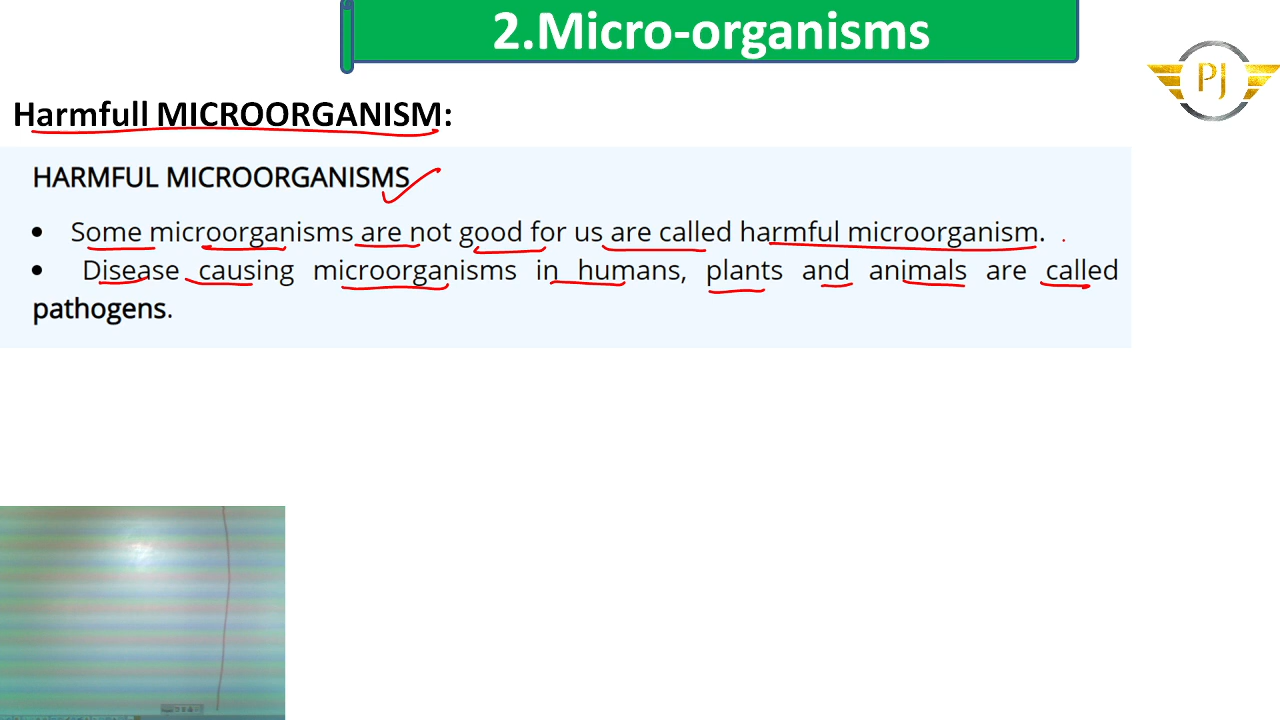 2.Micro-organisms
PJ
Harmfull MICROORGANISM:
HARMFUL MICROORGANISMS
• Some microorganisms are not good for us are called harmful microorganism.
• Disease causing microorganisms in humans, plants and animals are called
pathogens.